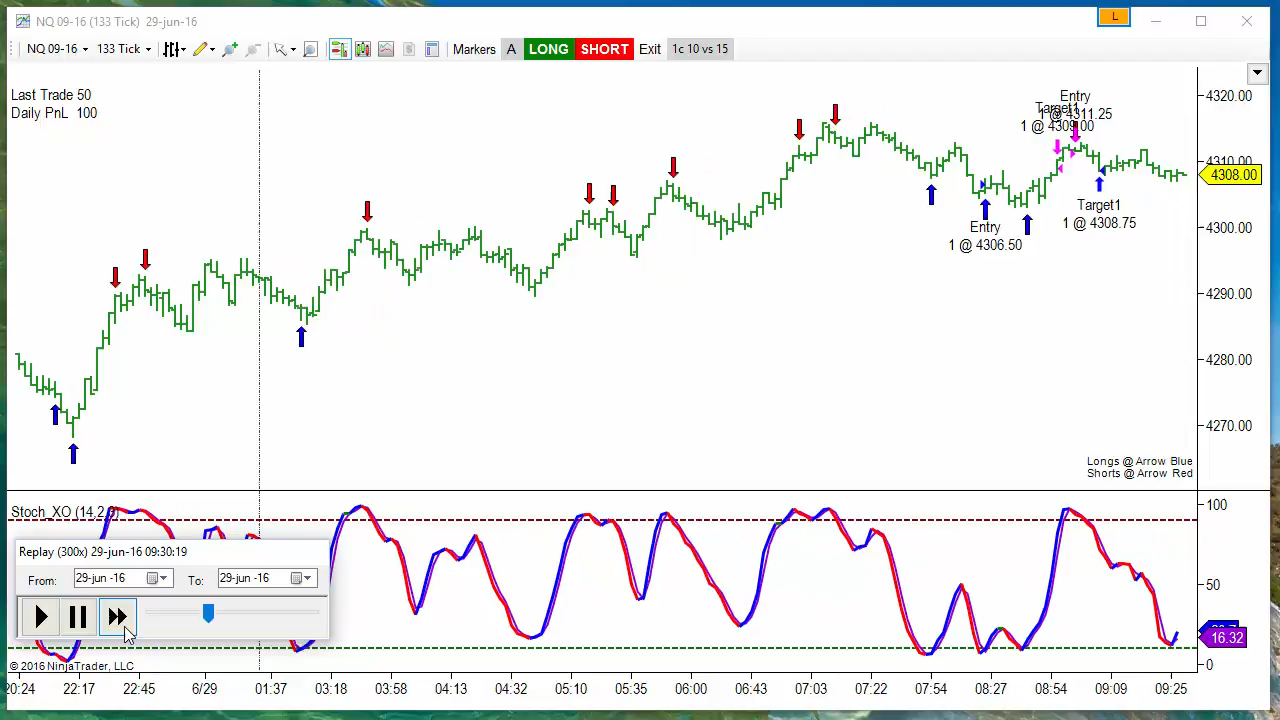 NQ 09-16 (133 Tick)  29-jun-16
L
NQ 09-16 133 Tick Markers A LONG SHORT Exit 1c 10 vs 15
Last Trade 50
Daily PnL 100
Entry
1 @ 4311.25
Target1
1 @ 4309.00
Target1
1 @ 4308.75
Entry
1 @ 4306.50
4320.00
4310.00
4308.00
4300.00
4290.00
4280.00
4270.00
Longs @ Arrow Blue
Shorts @ Arrow Red
Stoch_XO (14,2,3)
100
50
16.32
0
Replay (300x) 29-jun-16 09:30:19
From: 29-jun -16 To: 29-jun -16
© 2016 NinjaTrader, LLC
20:24 22:17 22:45 6/29 01:37 03:18 03:58 04:13 04:32 05:10 05:35 06:00 06:43 07:03 07:22 07:54 08:27 08:54 09:09 09:25